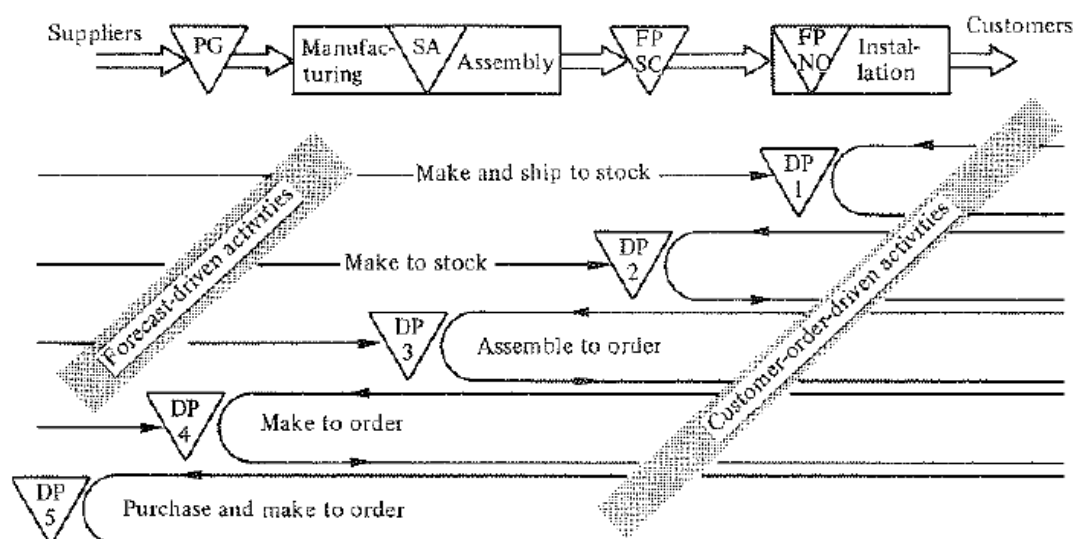 Suppliers
Customers
PG
Manufac-
turing
SA
Assembly
FP
SC
FP
NO
Instal-
lation
Make and ship to stock
DP
1
Forecast-driven activities
Make to stock
DP
2
Customer-order-driven activities
DP
3
Assemble to order
DP
4
Make to order
DP
5
Purchase and make to order